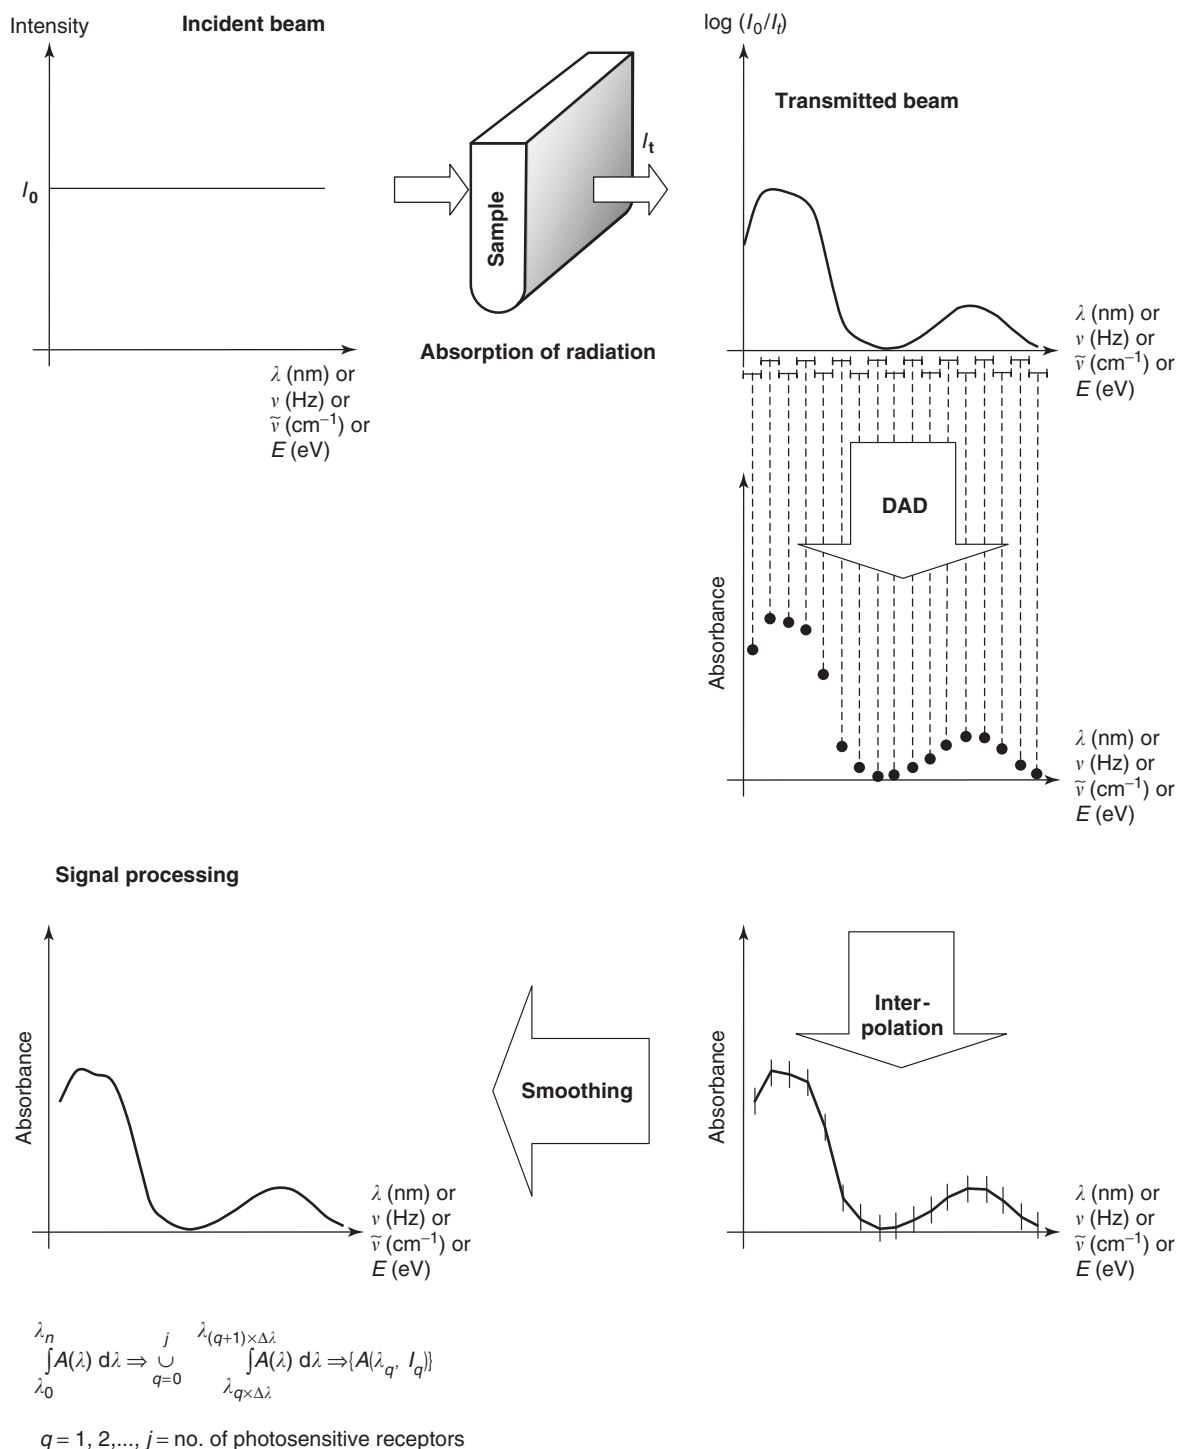 Intensity
Incident beam
I0
λ (nm) or
ν (Hz) or
ν̃ (cm⁻¹) or
E (eV)
Sample
It
Absorption of radiation
log (I0/It)
Transmitted beam
λ (nm) or
ν (Hz) or
ν̃ (cm⁻¹) or
E (eV)
DAD
Absorbance
λ (nm) or
ν (Hz) or
ν̃ (cm⁻¹) or
E (eV)
Signal processing
Inter-
polation
Absorbance
λ (nm) or
ν (Hz) or
ν̃ (cm⁻¹) or
E (eV)
Smoothing
Absorbance
λ (nm) or
ν (Hz) or
ν̃ (cm⁻¹) or
E (eV)
λn j λ(q+1)×Δλ
∫A(λ) dλ ⇒ ∪ ∫A(λ) dλ ⇒{A(λq, Iq)}
λ0 q=0 λq×Δλ
q = 1, 2,..., j = no. of photosensitive receptors